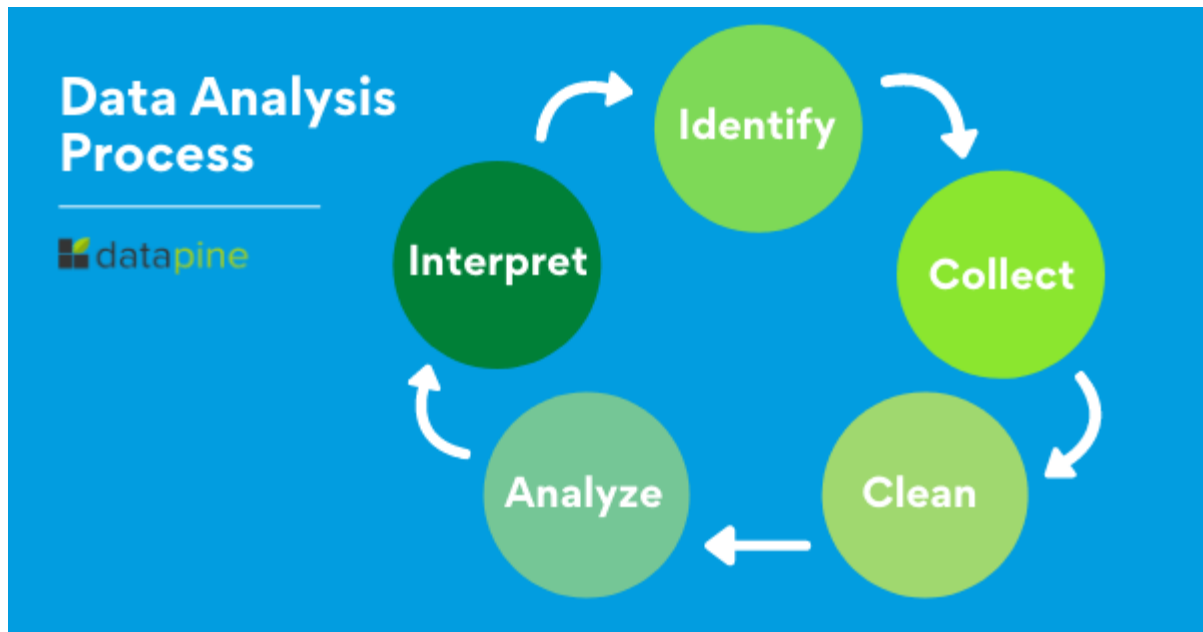 Data Analysis
Process
datapine
Identify
Collect
Clean
Analyze
Interpret